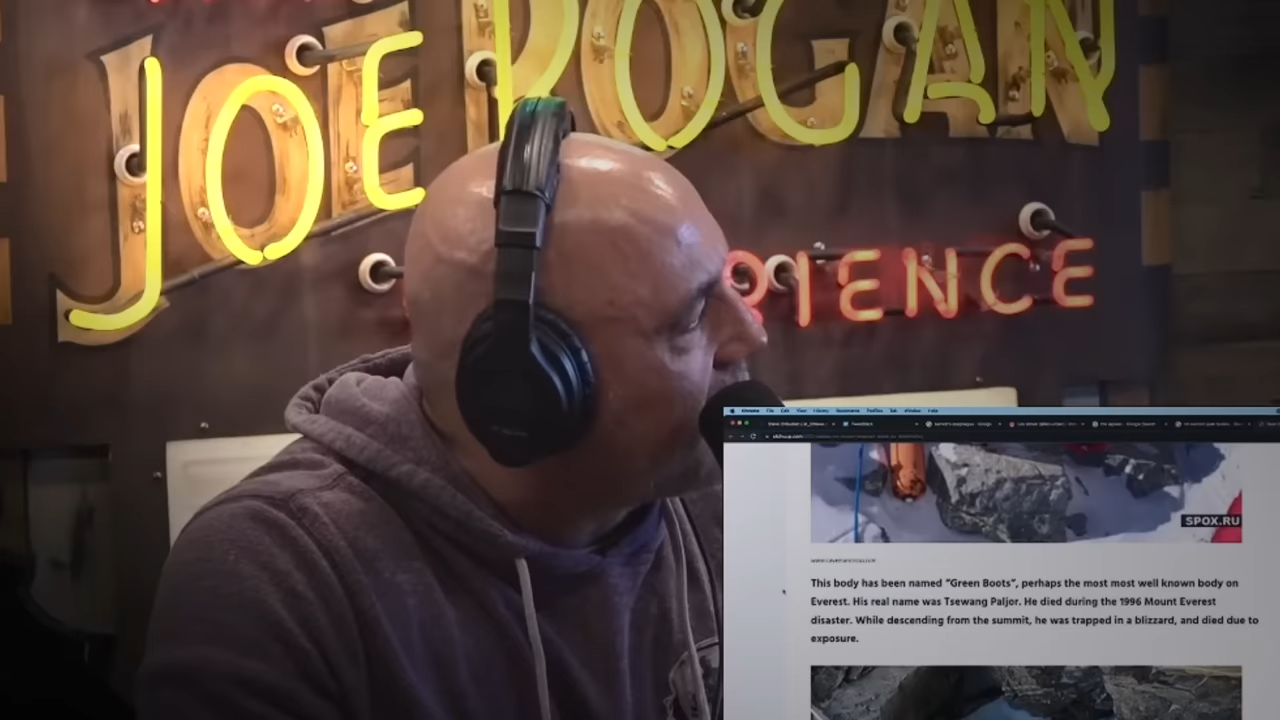 JOE ROGAN
RIENCE
SPOX.RU
This body has been named “Green Boots”, perhaps the most most well known body on
Everest. His real name was Tsewang Paljor. He died during the 1996 Mount Everest
disaster. While descending from the summit, he was trapped in a blizzard, and died due to
exposure.